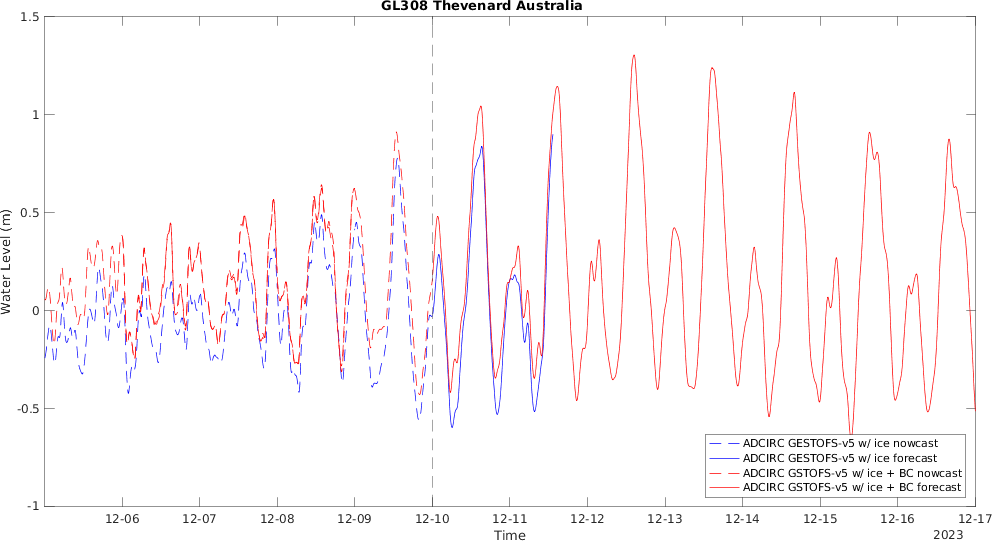 GL308 Thevenard Australia
1.5
1
0.5
0
-0.5
-1
Water Level (m)
ADCIRC GESTOFS-v5 w/ ice nowcast
ADCIRC GESTOFS-v5 w/ ice forecast
ADCIRC GSTOFS-v5 w/ ice + BC nowcast
ADCIRC GSTOFS-v5 w/ ice + BC forecast
12-06 12-07 12-08 12-09 12-10 12-11 12-12 12-13 12-14 12-15 12-16 12-17
Time
2023